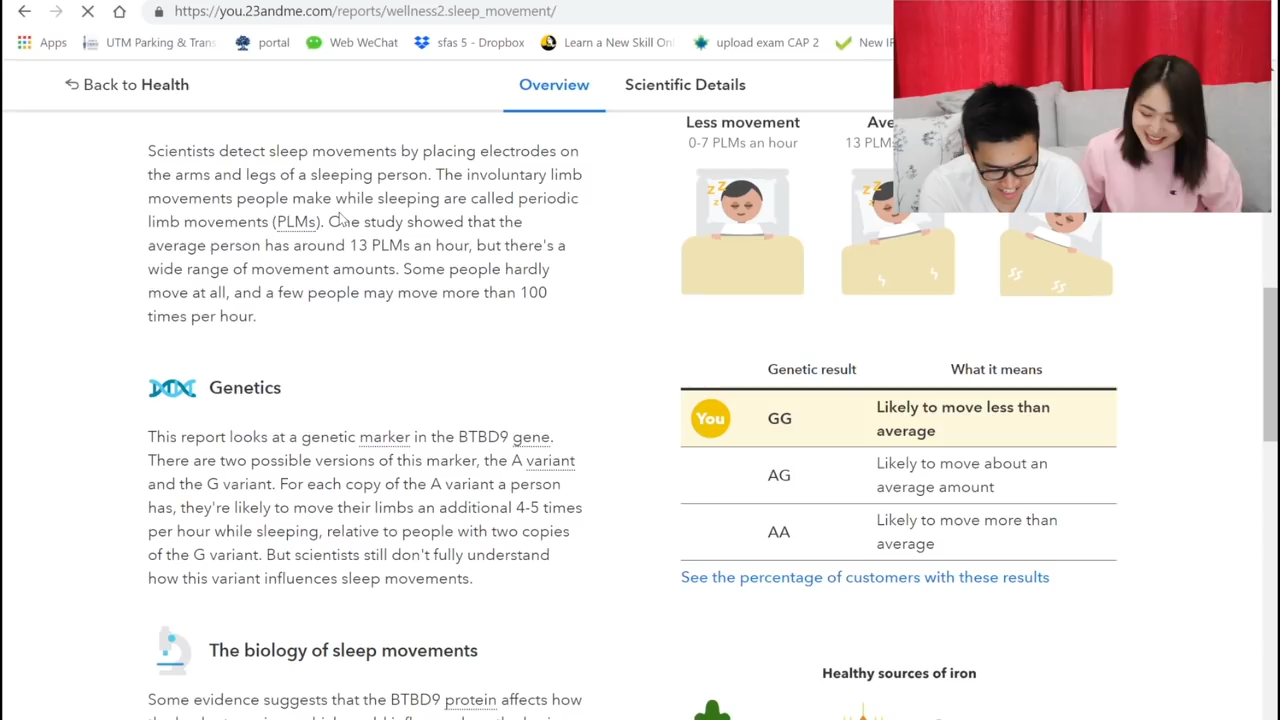 https://you.23andme.com/reports/wellness2.sleep_movement/
Apps UTM Parking & Trans portal Web WeChat sfas 5 - Dropbox Learn a New Skill Onl upload exam CAP 2
Back to Health
Overview
Scientific Details
Scientists detect sleep movements by placing electrodes on
the arms and legs of a sleeping person. The involuntary limb
movements people make while sleeping are called periodic
limb movements (PLMs). One study showed that the
average person has around 13 PLMs an hour, but there's a
wide range of movement amounts. Some people hardly
move at all, and a few people may move more than 100
times per hour.
Less movement
0-7 PLMs an hour
Ave
13 PLMs
Genetics
This report looks at a genetic marker in the BTBD9 gene.
There are two possible versions of this marker, the A variant
and the G variant. For each copy of the A variant a person
has, they're likely to move their limbs an additional 4-5 times
per hour while sleeping, relative to people with two copies
of the G variant. But scientists still don't fully understand
how this variant influences sleep movements.
Genetic result What it means
You GG Likely to move less than
average
AG Likely to move about an
average amount
AA Likely to move more than
average
See the percentage of customers with these results
The biology of sleep movements
Some evidence suggests that the BTBD9 protein affects how
Healthy sources of iron